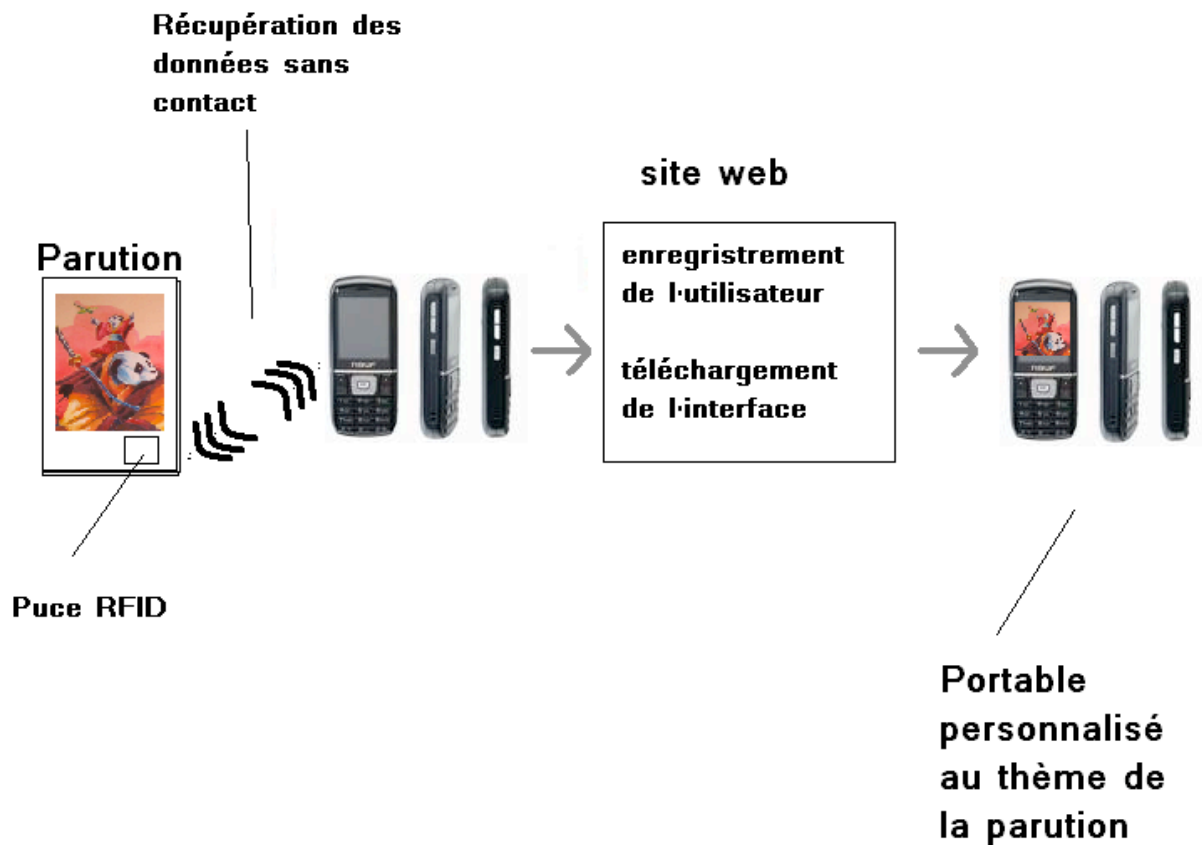 Récupération des
données sans
contact
site web
Parution
enregristrement
de l·utilisateur
téléchargement
de l·interface
Puce RFID
Portable
personnalisé
au thème de
la parution